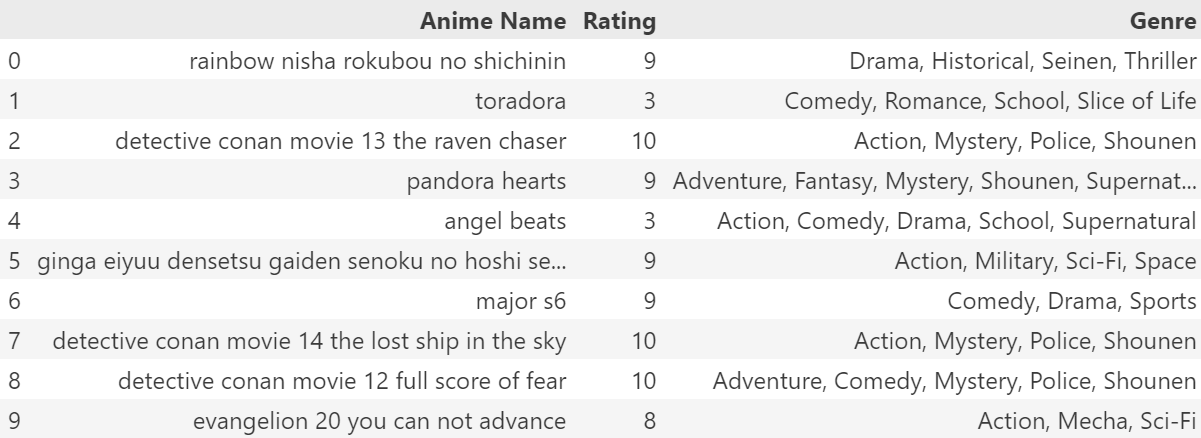 Anime Name Rating Genre
0 rainbow nisha rokubou no shichinin 9 Drama, Historical, Seinen, Thriller
1 toradora 3 Comedy, Romance, School, Slice of Life
2 detective conan movie 13 the raven chaser 10 Action, Mystery, Police, Shounen
3 pandora hearts 9 Adventure, Fantasy, Mystery, Shounen, Supernat...
4 angel beats 3 Action, Comedy, Drama, School, Supernatural
5 ginga eiyuu densetsu gaiden senoku no hoshi se... 9 Action, Military, Sci-Fi, Space
6 major s6 9 Comedy, Drama, Sports
7 detective conan movie 14 the lost ship in the sky 10 Action, Mystery, Police, Shounen
8 detective conan movie 12 full score of fear 10 Adventure, Comedy, Mystery, Police, Shounen
9 evangelion 20 you can not advance 8 Action, Mecha, Sci-Fi